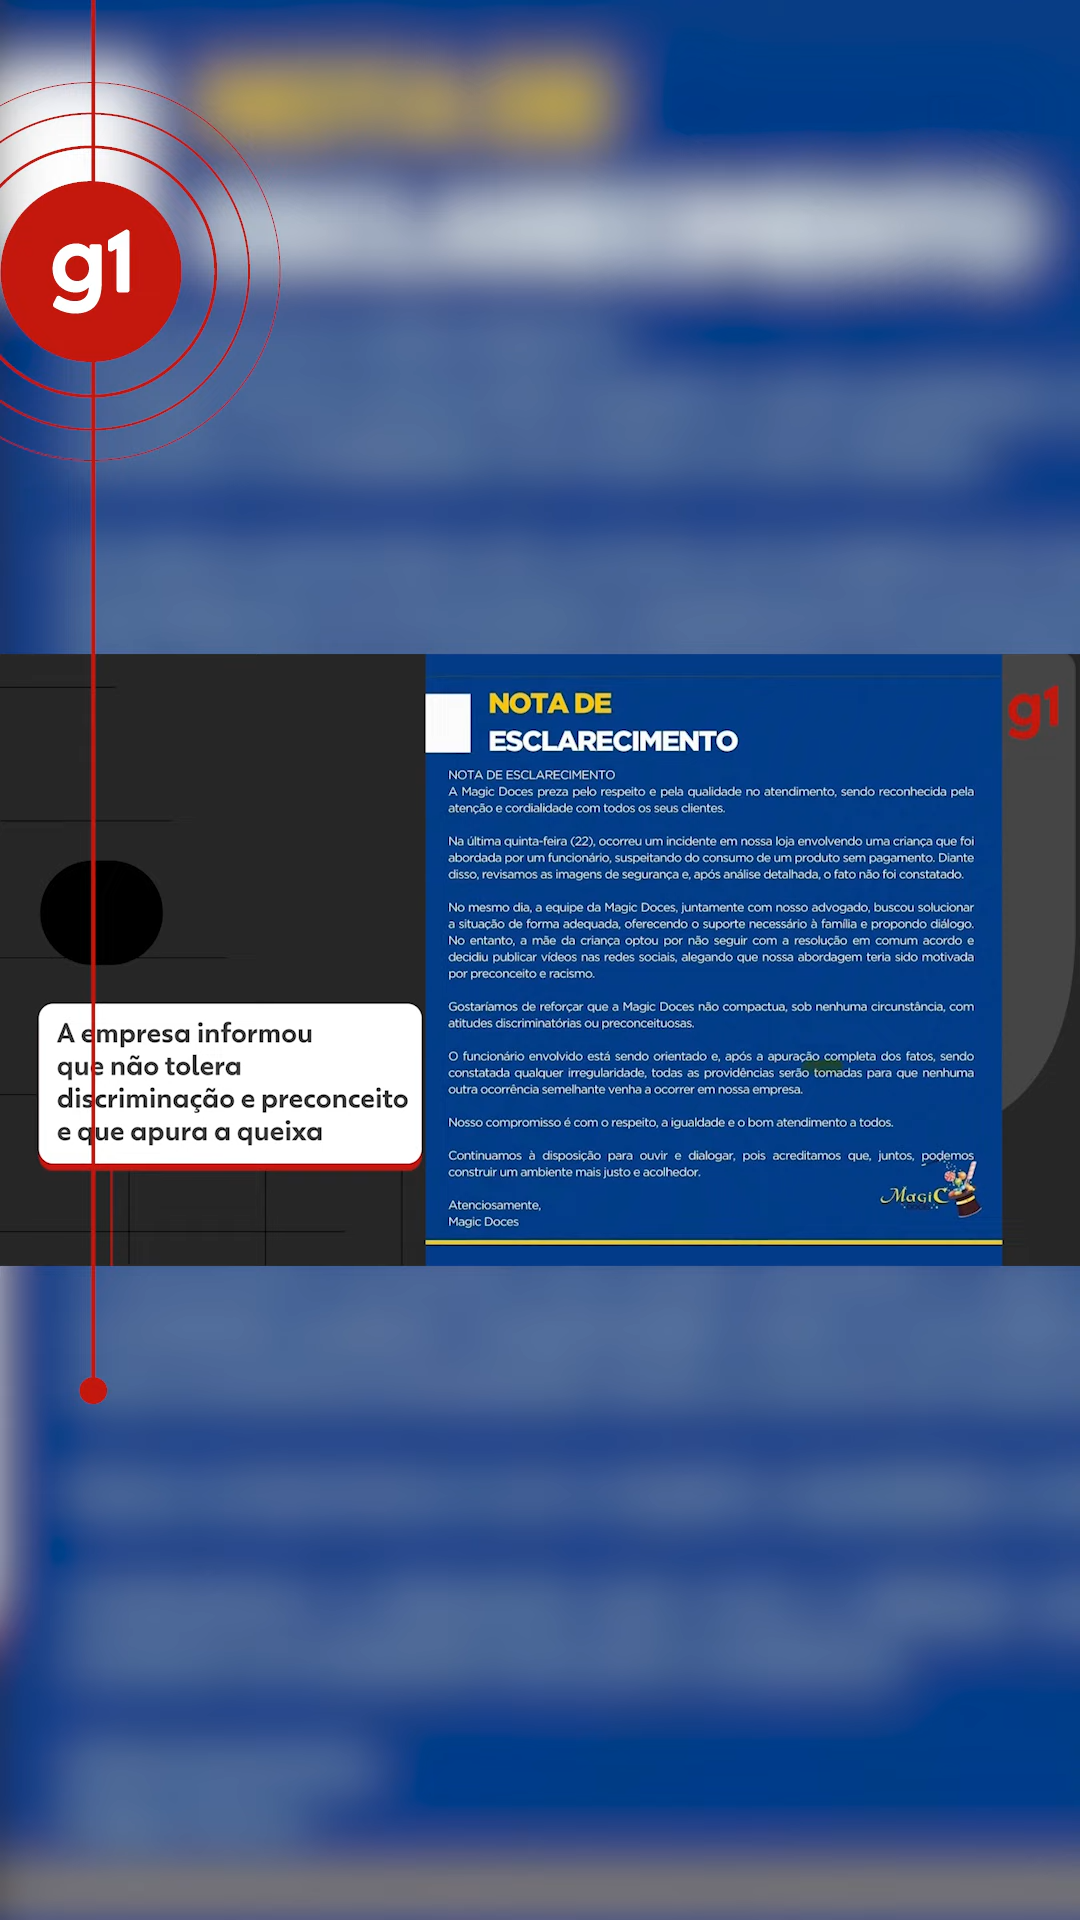 g1
g1
NOTA DE
ESCLARECIMENTO
NOTA DE ESCLARECIMENTO
A Magic Doces preza pelo respeito e pela qualidade no atendimento, sendo reconhecida pela
atenção e cordialidade com todos os seus clientes.
Na última quinta-feira (22), ocorreu um incidente em nossa loja envolvendo uma criança que foi
abordada por um funcionário, suspeitando do consumo de um produto sem pagamento. Diante
disso, revisamos as imagens de segurança e, após análise detalhada, o fato não foi constatado.
No mesmo dia, a equipe da Magic Doces, juntamente com nosso advogado, buscou solucionar
a situação de forma adequada, oferecendo o suporte necessário à família e propondo diálogo.
No entanto, a mãe da criança optou por não seguir com a resolução em comum acordo e
decidiu publicar vídeos nas redes sociais, alegando que nossa abordagem teria sido motivada
por preconceito e racismo.
Gostaríamos de reforçar que a Magic Doces não compactua, sob nenhuma circunstância, com
atitudes discriminatórias ou preconceituosas.
O funcionário envolvido está sendo orientado e, após a apuração completa dos fatos, sendo
constatada qualquer irregularidade, todas as providências serão tomadas para que nenhuma
outra ocorrência semelhante venha a ocorrer em nossa empresa.
Nosso compromisso é com o respeito, a igualdade e o bom atendimento a todos.
Continuamos à disposição para ouvir e dialogar, pois acreditamos que, juntos, podemos
construir um ambiente mais justo e acolhedor.
Atenciosamente,
Magic Doces
Magic
A empresa informou
que não tolera
discriminação e preconceito
e que apura a queixa